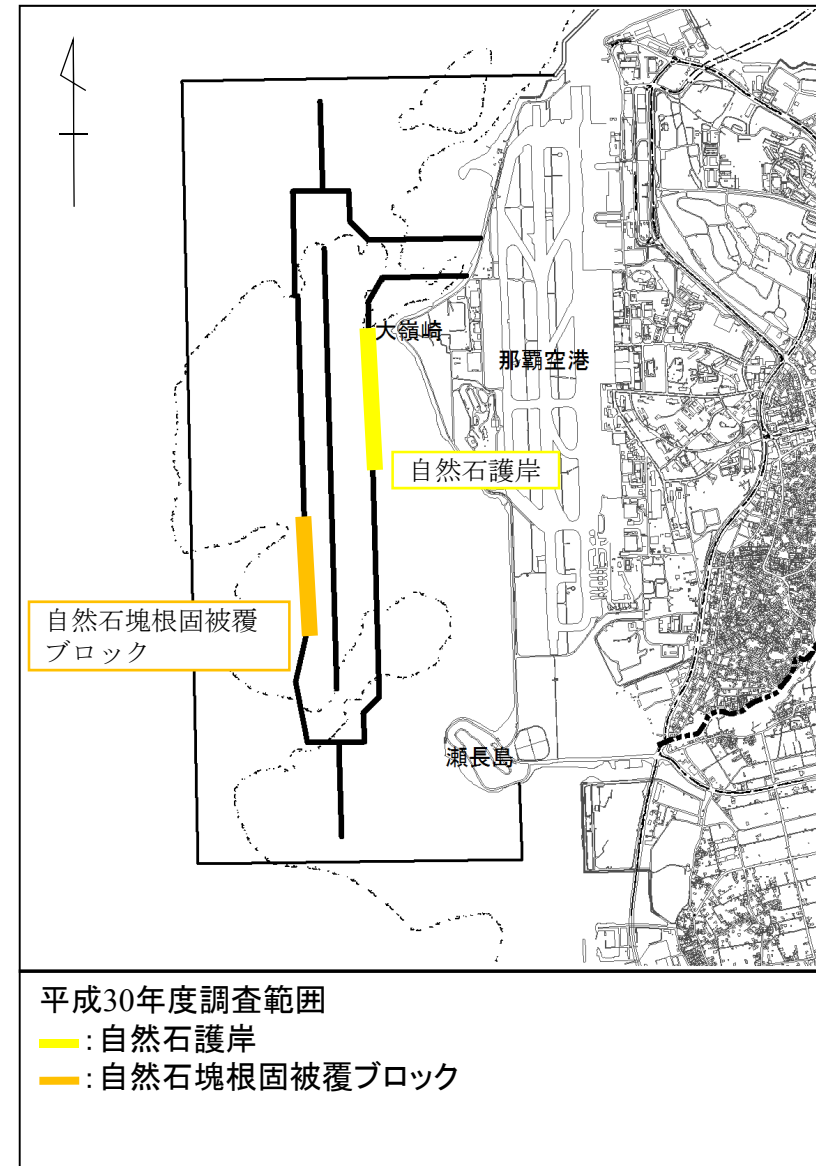 大嶺崎
那覇空港
自然石護岸
自然石塊根固被覆
ブロック
瀬長島
平成30年度調査範囲
:自然石護岸
:自然石塊根固被覆ブロック